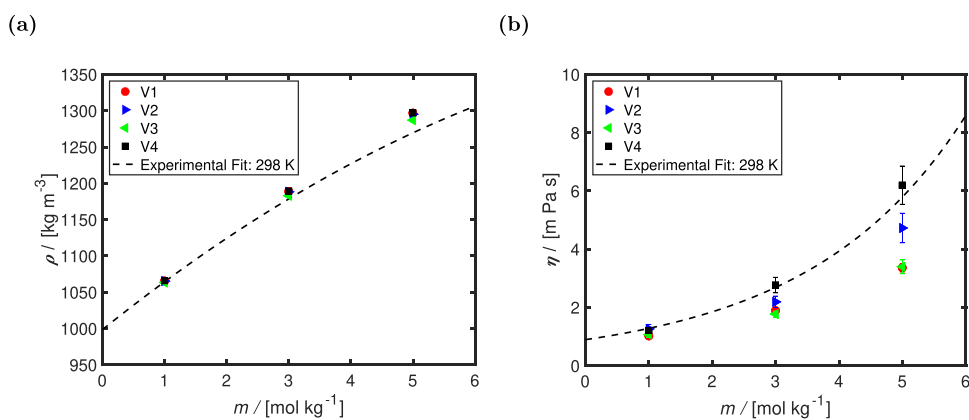 (a)
1350
1300
1250
1200
1150
1100
1050
1000
950
ρ / [kg m⁻³]
V1
V2
V3
V4
Experimental Fit: 298 K
0 1 2 3 4 5 6
m / [mol kg⁻¹]
(b)
10
8
6
4
2
0
η / [m Pa s]
V1
V2
V3
V4
Experimental Fit: 298 K
0 1 2 3 4 5 6
m / [mol kg⁻¹]